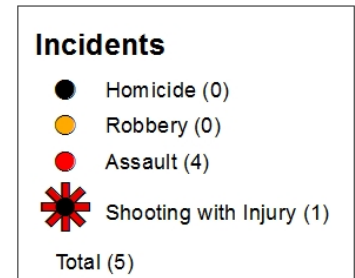 Incidents
Homicide (0)
Robbery (0)
Assault (4)
Shooting with Injury (1)
Total (5)